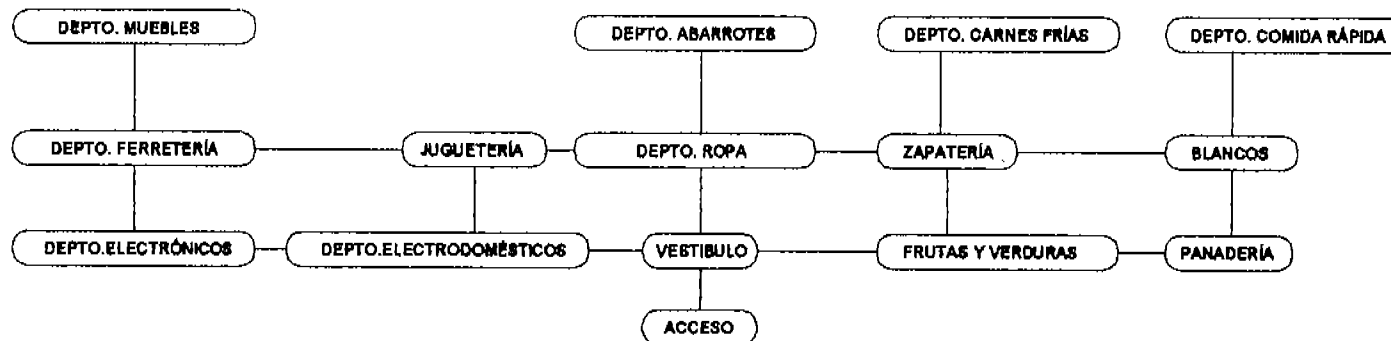 DEPTO. MUEBLES
DEPTO. ABARROTES
DEPTO. CARNES FRÍAS
DEPTO. COMIDA RÁPIDA
DEPTO. FERRETERÍA
JUGUETERÍA
DEPTO. ROPA
ZAPATERÍA
BLANCOS
DEPTO.ELECTRÓNICOS
DEPTO.ELECTRODOMÉSTICOS
VESTIBULO
FRUTAS Y VERDURAS
PANADERÍA
ACCESO